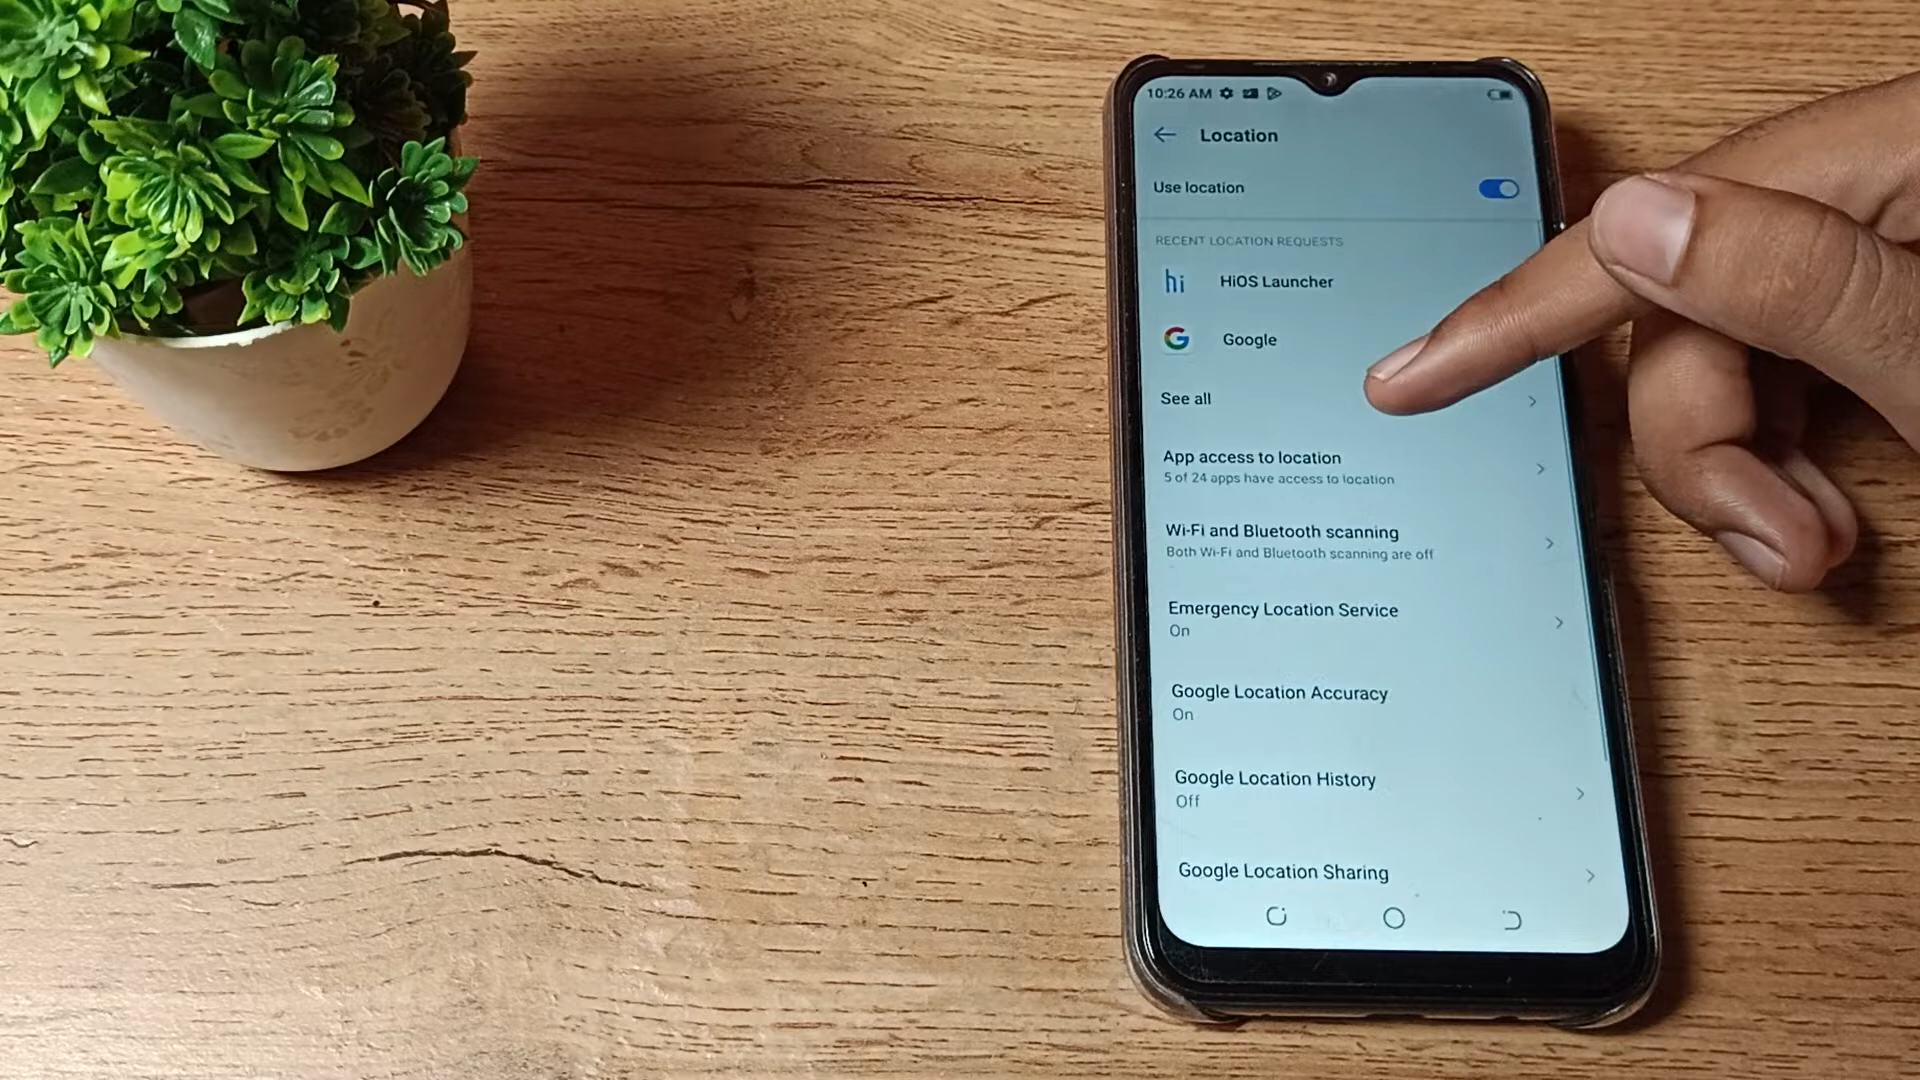 10:26 AM
Location
Use location
RECENT LOCATION REQUESTS
hi HiOS Launcher
G Google
See all
App access to location
5 of 24 apps have access to location
Wi-Fi and Bluetooth scanning
Both Wi-Fi and Bluetooth scanning are off
Emergency Location Service
On
Google Location Accuracy
On
Google Location History
Off
Google Location Sharing